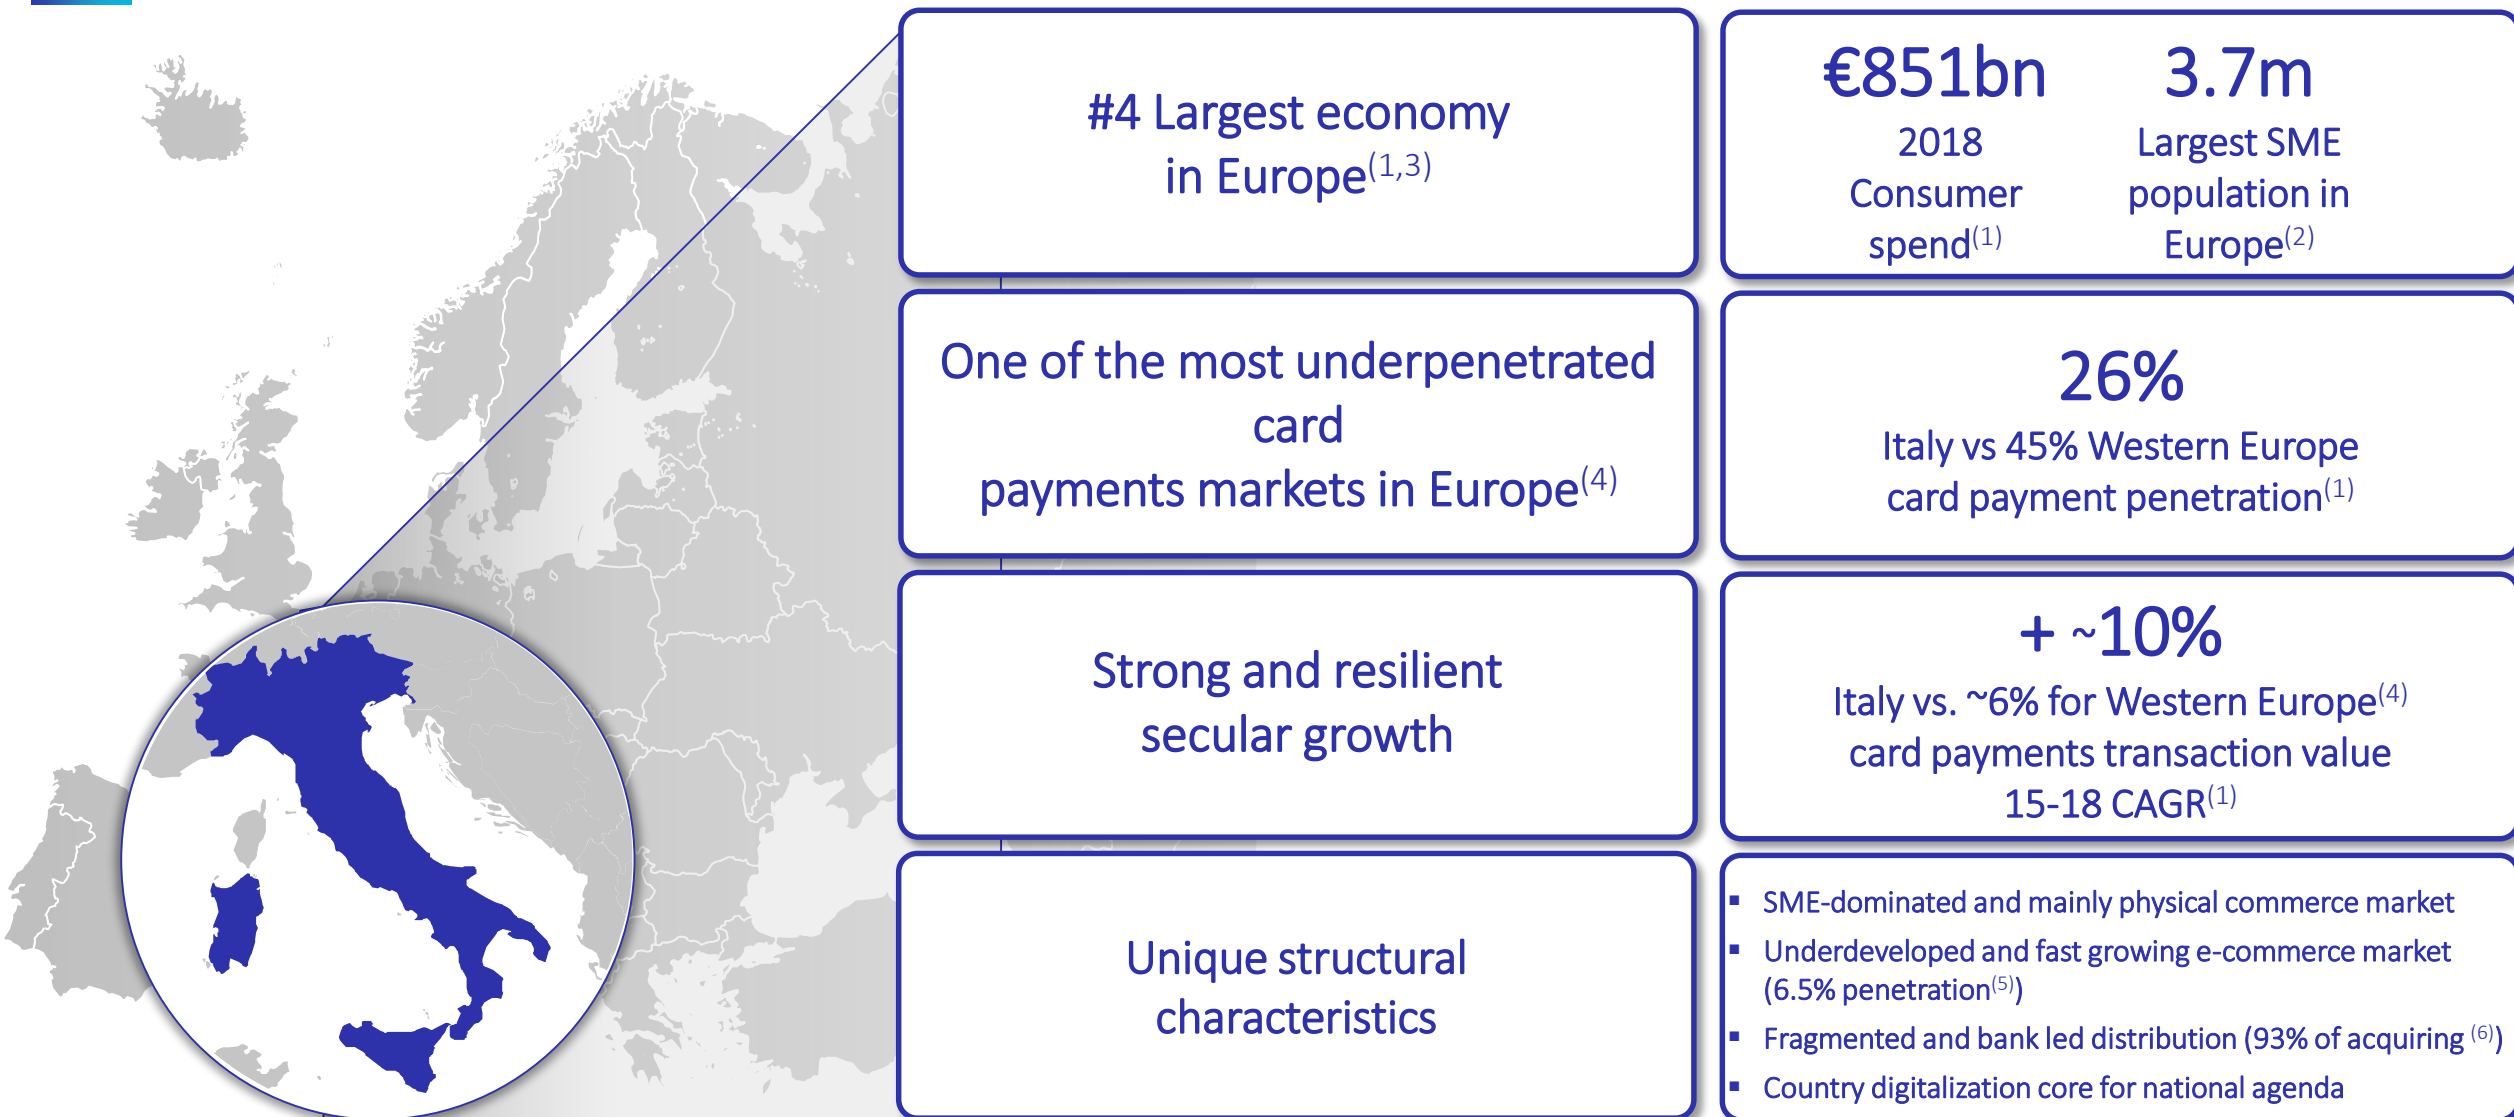 #4 Largest economy
in Europe(1,3)
€851bn
2018
Consumer
spend(1)
3.7m
Largest SME
population in
Europe(2)
One of the most underpenetrated
card
payments markets in Europe(4)
26%
Italy vs 45% Western Europe
card payment penetration(1)
Strong and resilient
secular growth
+ ~10%
Italy vs. ~6% for Western Europe(4)
card payments transaction value
15-18 CAGR(1)
Unique structural
characteristics
▪ SME-dominated and mainly physical commerce market
▪ Underdeveloped and fast growing e-commerce market
(6.5% penetration(5))
▪ Fragmented and bank led distribution (93% of acquiring (6))
▪ Country digitalization core for national agenda